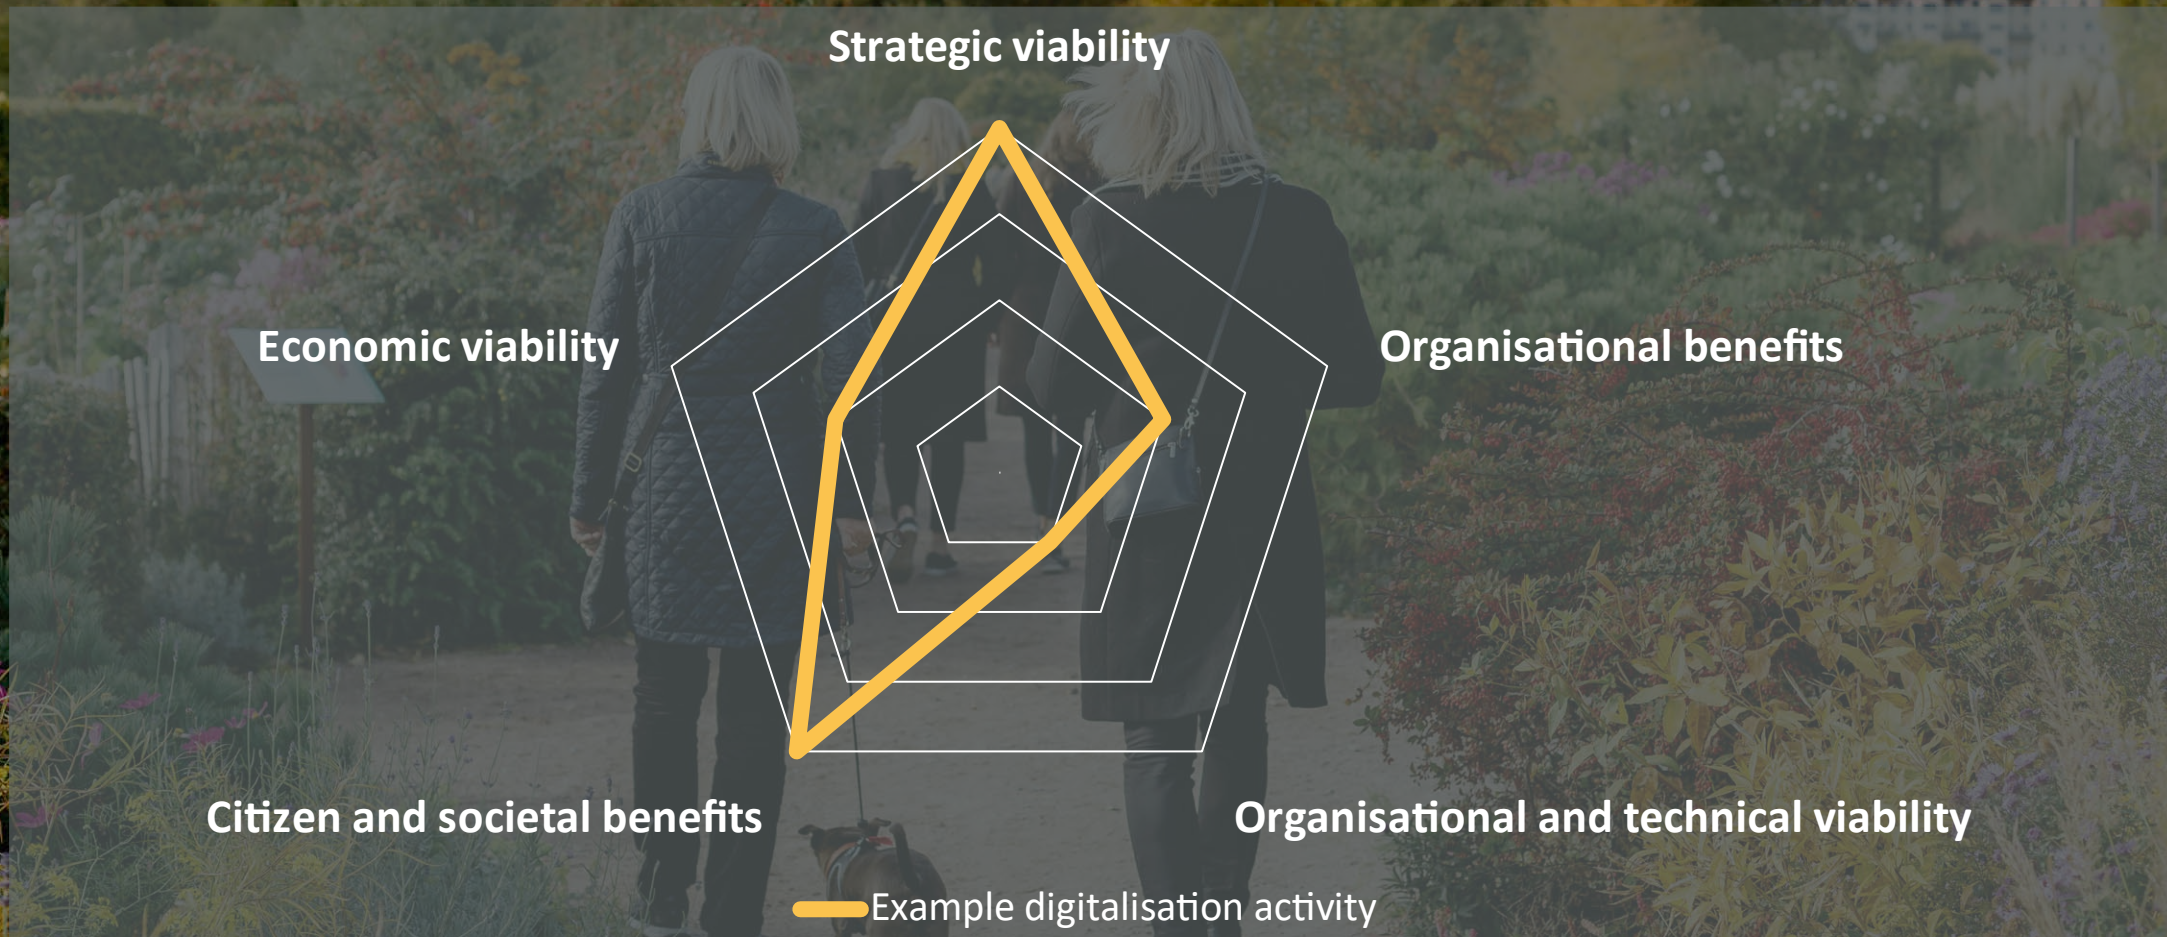 Strategic viability
Economic viability
Organisational benefits
Citizen and societal benefits
Organisational and technical viability
Example digitalisation activity